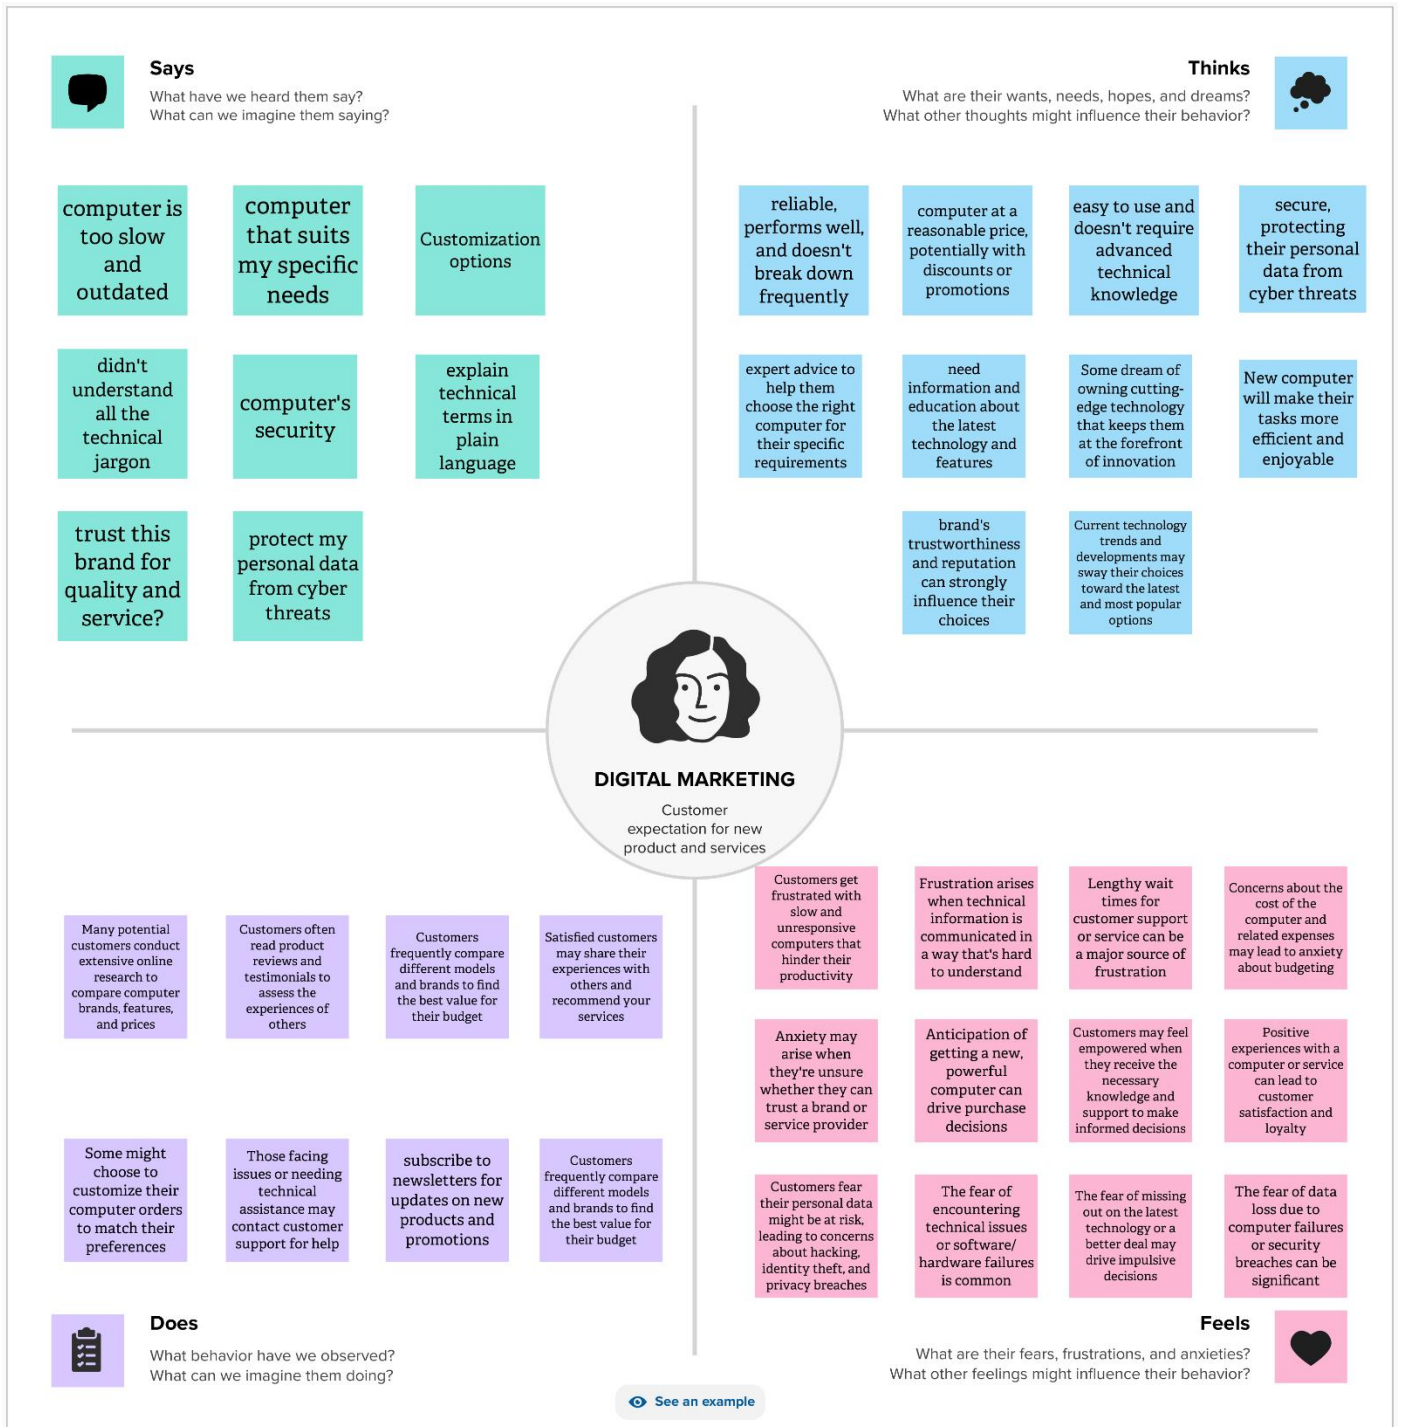 Says
What have we heard them say?
What can we imagine them saying?
Thinks
What are their wants, needs, hopes, and dreams?
What other thoughts might influence their behavior?
computer is
too slow
and
outdated
computer
that suits
my specific
needs
Customization
options
didn't
understand
all the
technical
jargon
computer's
security
explain
technical
terms in
plain
language
trust this
brand for
quality and
service?
protect my
personal data
from cyber
threats
reliable,
performs well,
and doesn't
break down
frequently
computer at a
reasonable price,
potentially with
discounts or
promotions
easy to use and
doesn't require
advanced
technical
knowledge
secure,
protecting
their personal
data from
cyber threats
expert advice to
help them
choose the right
computer for
their specific
requirements
need
information and
education about
the latest
technology and
features
Some dream of
owning cutting-
edge technology
that keeps them
at the forefront
of innovation
New computer
will make their
tasks more
efficient and
enjoyable
brand's
trustworthiness
and reputation
can strongly
influence their
choices
Current technology
trends and
developments may
sway their choices
toward the latest
and most popular
options
DIGITAL MARKETING
Customer
expectation for new
product and services
Many potential
customers conduct
extensive online
research to
compare computer
brands, features,
and prices
Customers often
read product
reviews and
testimonials to
assess the
experiences of
others
Customers
frequently compare
different models
and brands to find
the best value for
their budget
Satisfied customers
may share their
experiences with
others and
recommend your
services
Some might
choose to
customize their
computer orders
to match their
preferences
Those facing
issues or needing
technical
assistance may
contact customer
support for help
subscribe to
newsletters for
updates on new
products and
promotions
Customers
frequently compare
different models
and brands to find
the best value for
their budget
Customers get
frustrated with
slow and
unresponsive
computers that
hinder their
productivity
Frustration arises
when technical
information is
communicated in
a way that's hard
to understand
Lengthy wait
times for
customer support
or service can be
a major source of
frustration
Concerns about the
cost of the
computer and
related expenses
may lead to anxiety
about budgeting
Anxiety may
arise when
they're unsure
whether they can
trust a brand or
service provider
Anticipation of
getting a new,
powerful
computer can
drive purchase
decisions
Customers may feel
empowered when
they receive the
necessary
knowledge and
support to make
informed decisions
Positive
experiences with a
computer or service
can lead to
customer
satisfaction and
loyalty
Customers fear
their personal data
might be at risk,
leading to concerns
about hacking,
identity theft, and
privacy breaches
The fear of
encountering
technical issues
or software/
hardware failures
is common
The fear of missing
out on the latest
technology or a
better deal may
drive impulsive
decisions
The fear of data
loss due to
computer failures
or security
breaches can be
significant
Does
What behavior have we observed?
What can we imagine them doing?
Feels
What are their fears, frustrations, and anxieties?
What other feelings might influence their behavior?
See an example